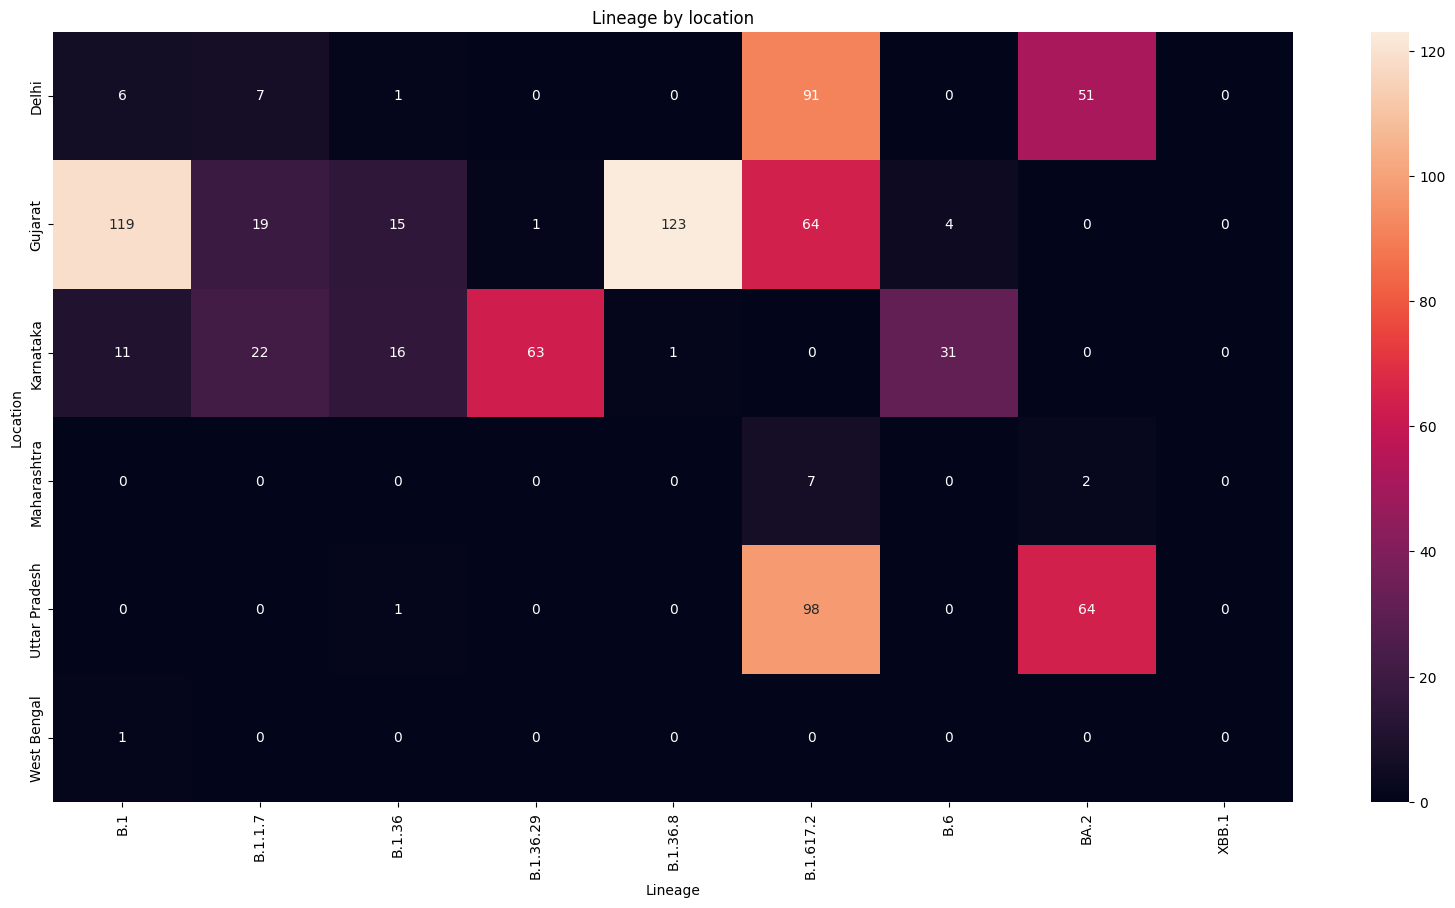 Lineage by location
Location
Delhi 6 7 1 0 0 91 0 51 0
Gujarat 119 19 15 1 123 64 4 0 0
Karnataka 11 22 16 63 1 0 31 0 0
Maharashtra 0 0 0 0 0 7 0 2 0
Uttar Pradesh 0 0 1 0 0 98 0 64 0
West Bengal 1 0 0 0 0 0 0 0 0
B.1 B.1.1.7 B.1.36 B.1.36.29 B.1.36.8 B.1.617.2 B.6 BA.2 XBB.1
Lineage
120
100
80
60
40
20
0